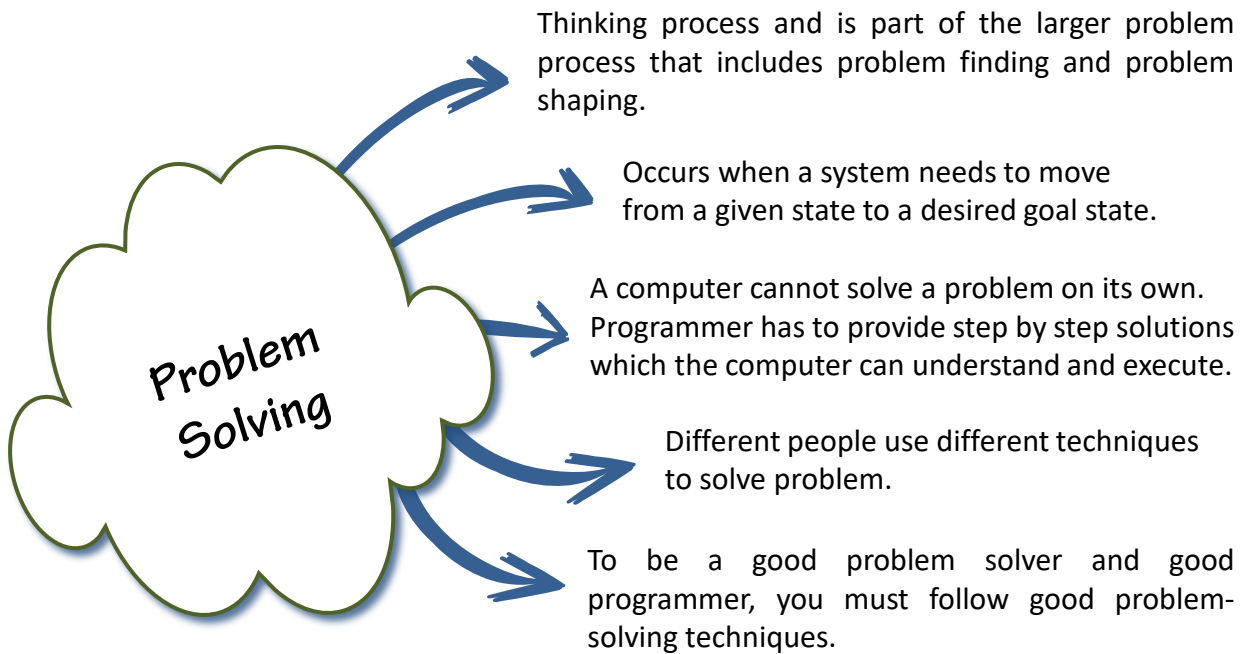 Thinking process and is part of the larger problem
process that includes problem finding and problem
shaping.
Occurs when a system needs to move
from a given state to a desired goal state.
A computer cannot solve a problem on its own.
Programmer has to provide step by step solutions
which the computer can understand and execute.
Problem
Solving
Different people use different techniques
to solve problem.
To be a good problem solver and good
programmer, you must follow good problem-
solving techniques.